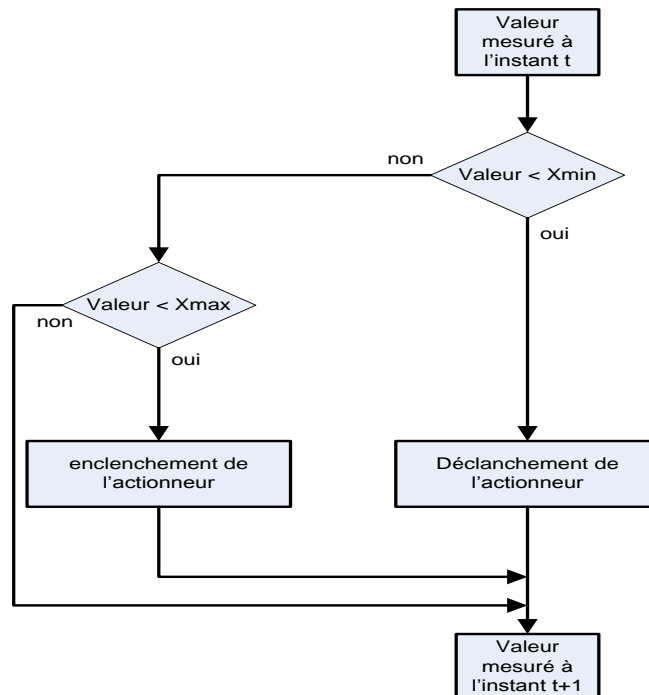 Valeur
mesuré à
l'instant t
non
Valeur < Xmin
oui
Valeur < Xmax
non
oui
enclenchement de
l'actionneur
Déclanchement de
l'actionneur
Valeur
mesuré à
l'instant t+1